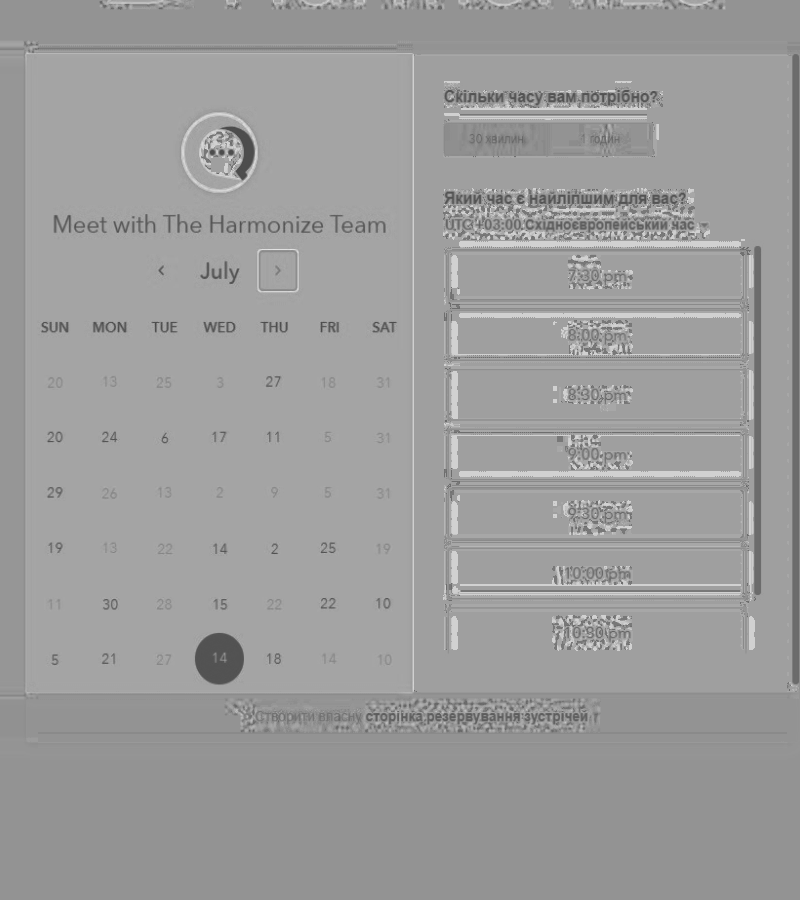 Meet with The Harmonize Team
July
SUN MON TUE WED THU FRI SAT
20 13 25 3 27 18 31
20 24 6 17 11 5 31
29 26 13 2 9 5 31
19 13 22 14 2 25 19
11 30 28 15 22 22 10
5 21 27 14 18 14 10
Скільки часу вам потрібно?
30 хвилин 1 годин
Який час є найліпшим для вас?
UTC +03:00 Східноєвропейський час
7:30 pm
8:00 pm
8:30 pm
9:00 pm
9:30 pm
10:00 pm
10:30 pm
Створити власну сторінка резервування зустрічей